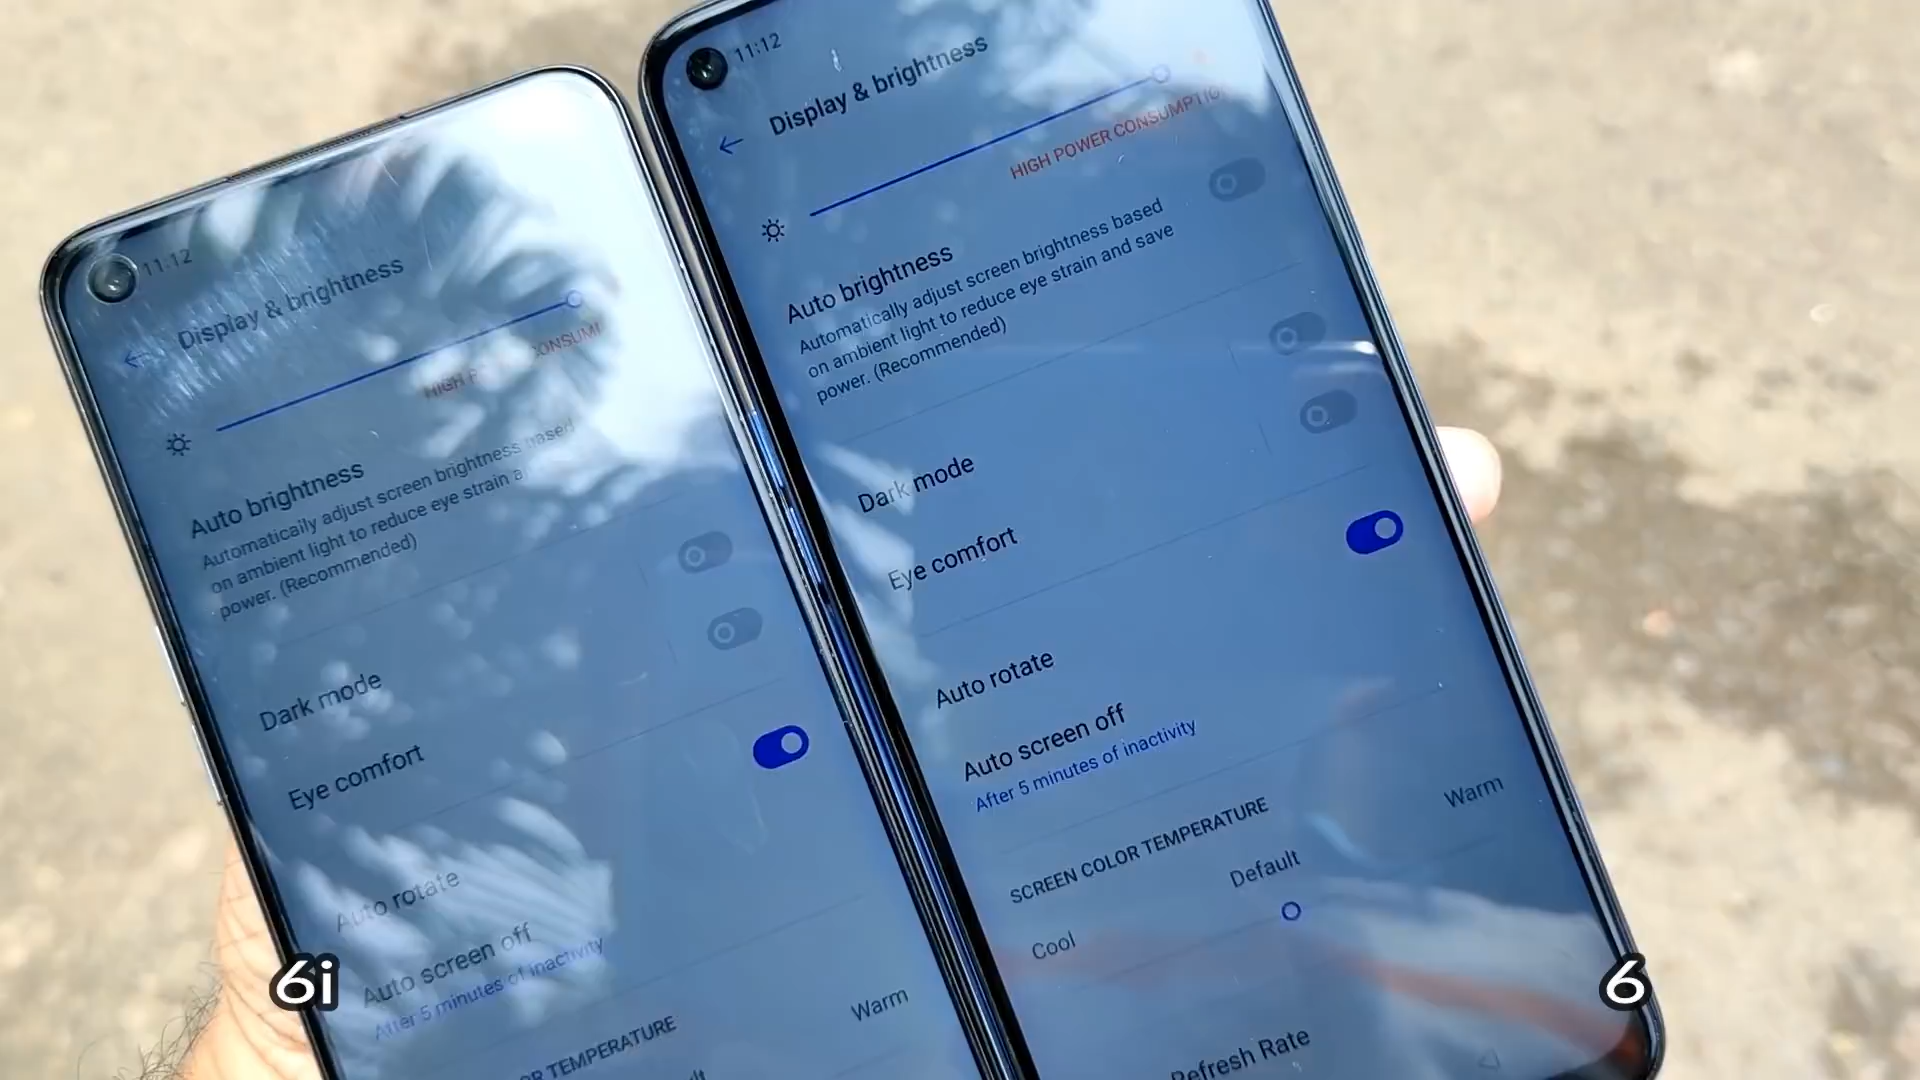 11:12
Display & brightness
HIGH CONSUM
Auto brightness
Automatically adjust screen brightness based
on ambient light to reduce eye strain a
power. (Recommended)
Dark mode
Eye comfort
Auto rotate
Auto screen off
After 5 minutes of inactivity
OR TEMPERATURE
Warm
6i
11:12
Display & brightness
HIGH POWER CONSUMPTIO
Auto brightness
Automatically adjust screen brightness based
on ambient light to reduce eye strain and save
power. (Recommended)
Dark mode
Eye comfort
Auto rotate
Auto screen off
After 5 minutes of inactivity
SCREEN COLOR TEMPERATURE
Cool
Default
Warm
Refresh Rate
6